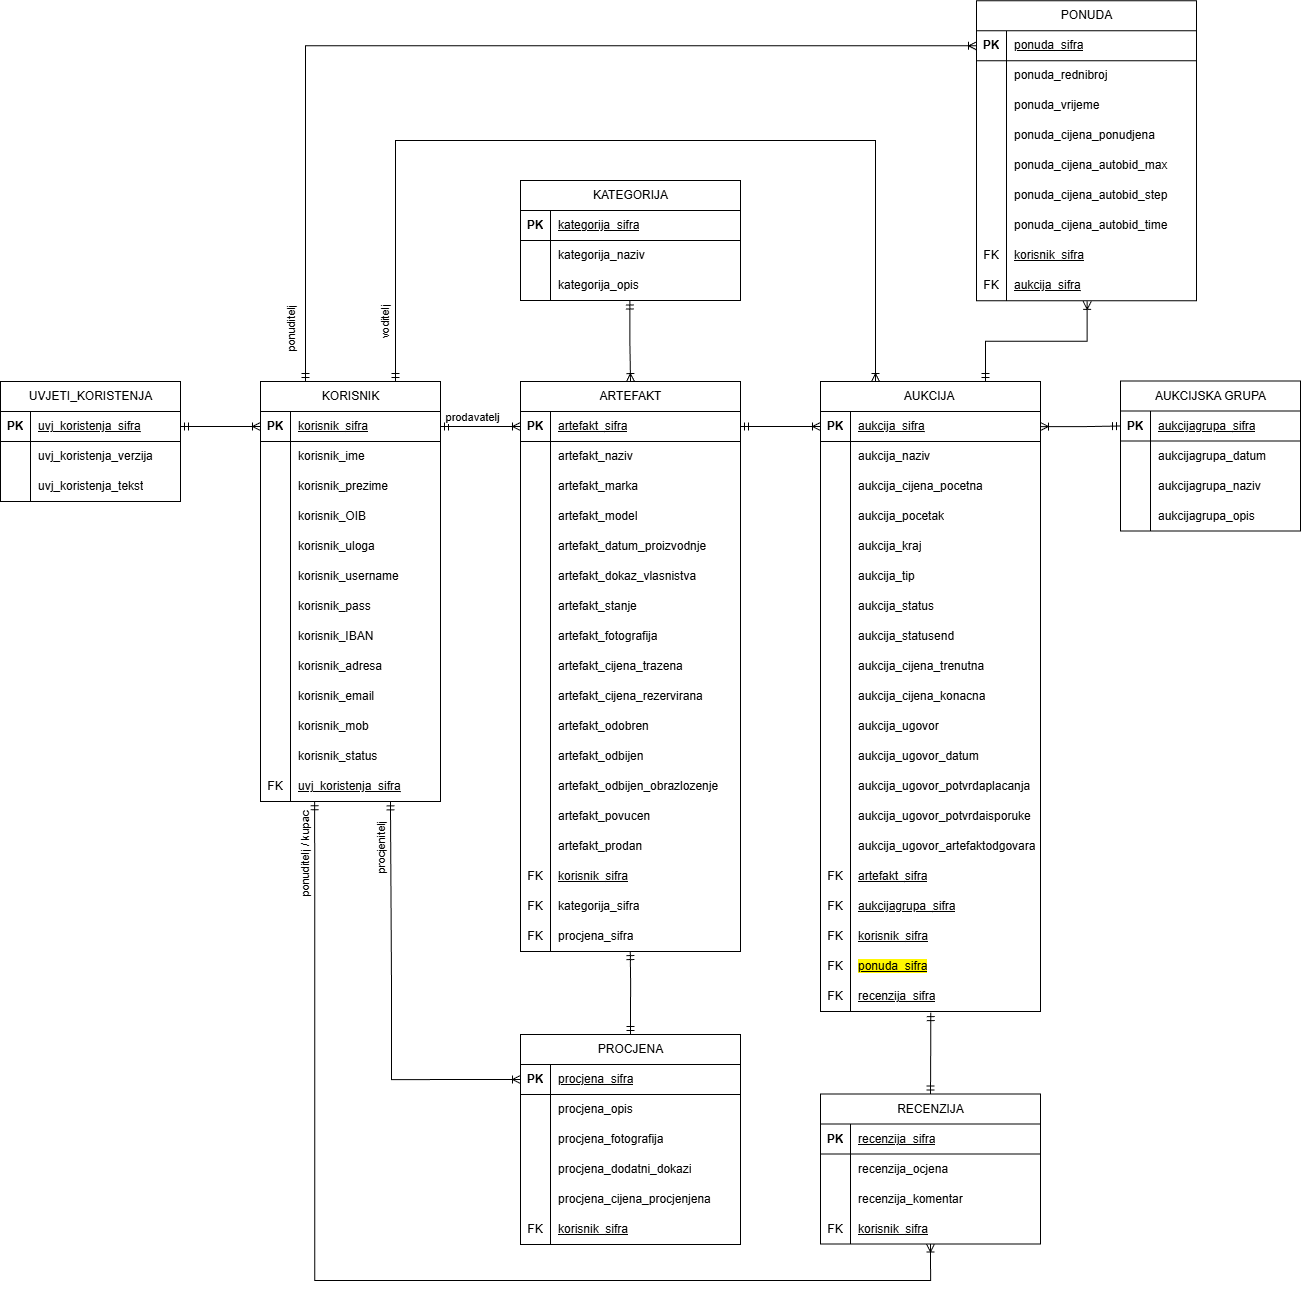 PONUDA
PK ponuda_sifra
ponuda_rednibroj
ponuda_vrijeme
ponuda_cijena_ponudjena
ponuda_cijena_autobid_max
ponuda_cijena_autobid_step
ponuda_cijena_autobid_time
FK korisnik_sifra
FK aukcija_sifra
KATEGORIJA
PK kategorija_sifra
kategorija_naziv
kategorija_opis
ponuditelj
voditelj
UVJETI_KORISTENJA
PK uvj_koristenja_sifra
uvj_koristenja_verzija
uvj_koristenja_tekst
KORISNIK
PK korisnik_sifra
korisnik_ime
korisnik_prezime
korisnik_OIB
korisnik_uloga
korisnik_username
korisnik_pass
korisnik_IBAN
korisnik_adresa
korisnik_email
korisnik_mob
korisnik_status
FK uvj_koristenja_sifra
prodavatelj
ARTEFAKT
PK artefakt_sifra
artefakt_naziv
artefakt_marka
artefakt_model
artefakt_datum_proizvodnje
artefakt_dokaz_vlasnistva
artefakt_stanje
artefakt_fotografija
artefakt_cijena_trazena
artefakt_cijena_rezervirana
artefakt_odobren
artefakt_odbijen
artefakt_odbijen_obrazlozenje
artefakt_povucen
artefakt_prodan
FK korisnik_sifra
FK kategorija_sifra
FK procjena_sifra
AUKCIJA
PK aukcija_sifra
aukcija_naziv
aukcija_cijena_pocetna
aukcija_pocetak
aukcija_kraj
aukcija_tip
aukcija_status
aukcija_statusend
aukcija_cijena_trenutna
aukcija_cijena_konacna
aukcija_ugovor
aukcija_ugovor_datum
aukcija_ugovor_potvrdaplacanja
aukcija_ugovor_potvrdaisporuke
aukcija_ugovor_artefaktodgovara
FK artefakt_sifra
FK aukcijagrupa_sifra
FK korisnik_sifra
FK ponuda_sifra
FK recenzija_sifra
AUKCIJSKA GRUPA
PK aukcijagrupa_sifra
aukcijagrupa_datum
aukcijagrupa_naziv
aukcijagrupa_opis
ponuditelj / kupac
procjenitelj
PROCJENA
PK procjena_sifra
procjena_opis
procjena_fotografija
procjena_dodatni_dokazi
procjena_cijena_procjenjena
FK korisnik_sifra
RECENZIJA
PK recenzija_sifra
recenzija_ocjena
recenzija_komentar
FK korisnik_sifra